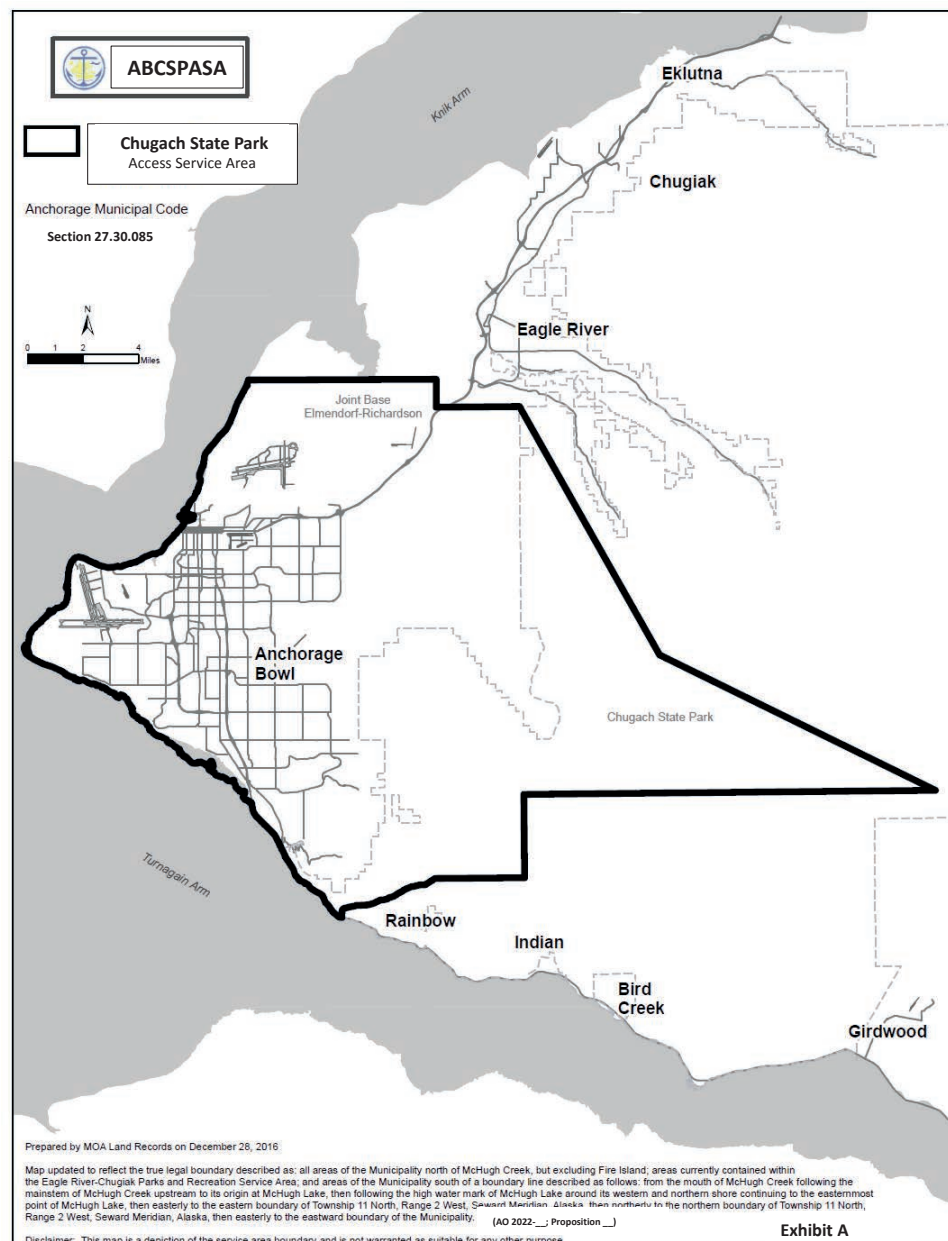 ABCSPASA
Chugach State Park
Access Service Area
Anchorage Municipal Code
Section 27.30.085
N
0 1 2 4
Miles
Knik Arm
Eklutna
Chugiak
Eagle River
Joint Base
Elmendorf-Richardson
Anchorage
Bowl
Chugach State Park
Turnagain Arm
Rainbow
Indian
Bird
Creek
Girdwood
Prepared by MOA Land Records on December 28, 2016
Map updated to reflect the true legal boundary described as: all areas of the Municipality north of McHugh Creek, but excluding Fire Island; areas currently contained within
the Eagle River-Chugiak Parks and Recreation Service Area; and areas of the Municipality south of a boundary line described as follows: from the mouth of McHugh Creek following the
mainstem of McHugh Creek upstream to its origin at McHugh Lake, then following the high water mark of McHugh Lake around its western and northern shore continuing to the easternmost
point of McHugh Lake, then easterly to the eastern boundary of Township 11 North, Range 2 West, Seward Meridian, Alaska, then northerly to the northern boundary of Township 11 North,
Range 2 West, Seward Meridian, Alaska, then easterly to the eastward boundary of the Municipality.
(AO 2022-__; Proposition __)
Exhibit A
Disclaimer: This map is a depiction of the service area boundary and is not warranted as suitable for any other purpose.